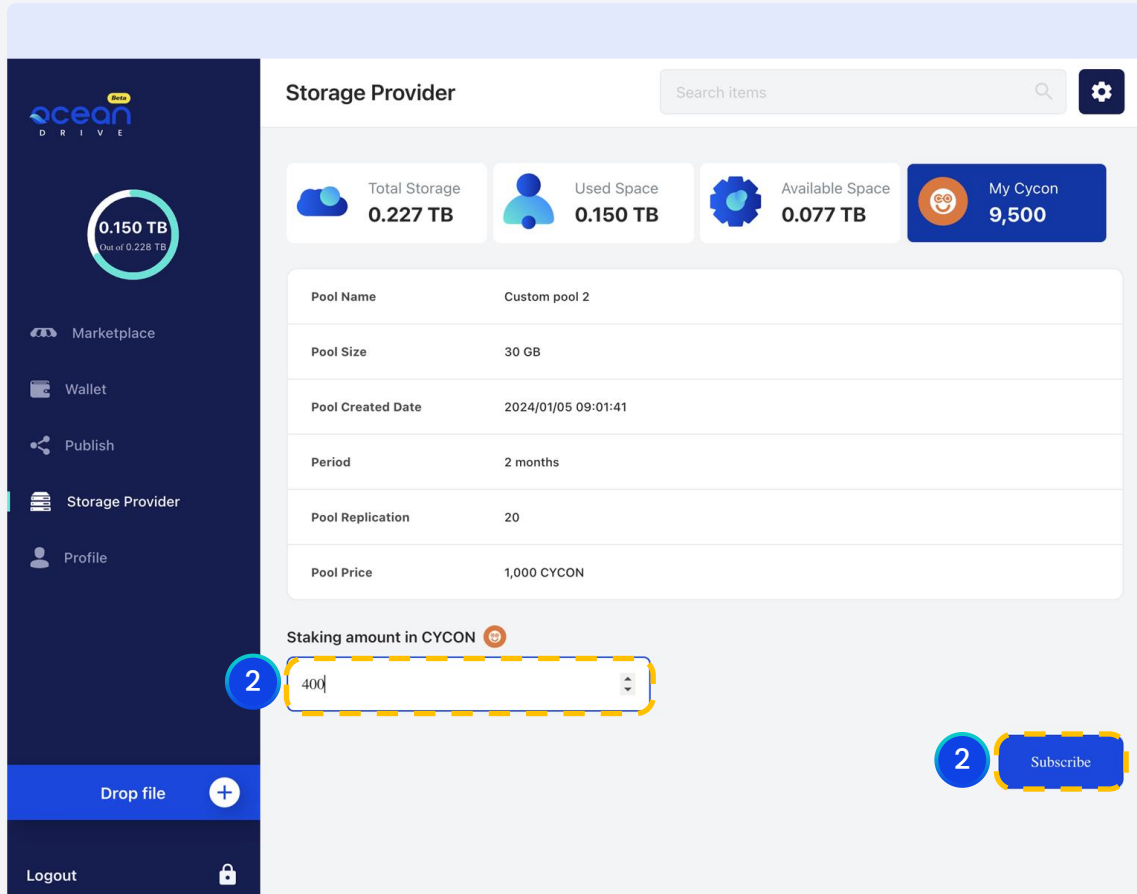 Beta
ocean
DRIVE
0.150 TB
Out of 0.228 TB
Marketplace
Wallet
Publish
Storage Provider
Profile
Drop file
Logout
Storage Provider
Search items
Total Storage
0.227 TB
Used Space
0.150 TB
Available Space
0.077 TB
My Cycon
9,500
Pool Name Custom pool 2
Pool Size 30 GB
Pool Created Date 2024/01/05 09:01:41
Period 2 months
Pool Replication 20
Pool Price 1,000 CYCON
Staking amount in CYCON
2 400
2 Subscribe